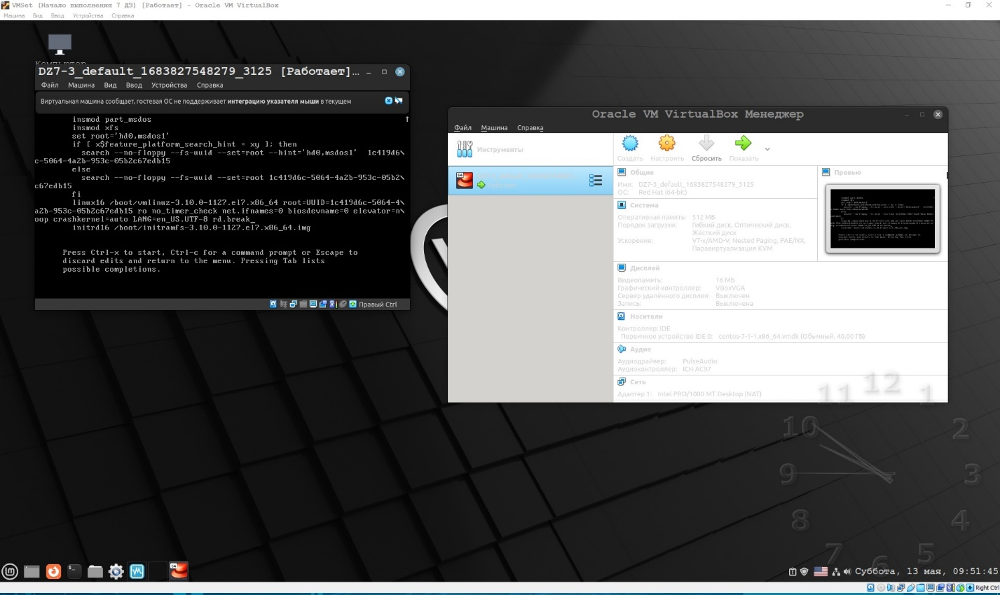 VMSet (Начало выполнения 7 ДЗ) [Работает] - Oracle VM VirtualBox
Машина Вид Ввод Устройства Справка
DZ7-3_default_1683827548279_3125 [Работает]...
Файл Машина Вид Ввод Устройства Справка
Виртуальная машина сообщает, гостевая ОС не поддерживает интеграцию указателя мыши в текущем
insmod part_msdos
insmod xfs
set root='hd0,msdos1'
if [ x$feature_platform_search_hint = xy ]; then
search --no-floppy --fs-uuid --set=root --hint='hd0,msdos1' 1c419d6\
c-5064-4a2b-953c-05b2c67edb15
else
search --no-floppy --fs-uuid --set=root 1c419d6c-5064-4a2b-953c-05b2\
c67edb15
fi
linux16 /boot/vmlinuz-3.10.0-1127.el7.x86_64 root=UUID=1c419d6c-5064-4\
a2b-953c-05b2c67edb15 ro no_timer_check net.ifnames=0 biosdevname=0 elevator=n\
oop crashkernel=auto LANG=en_US.UTF-8 rd.break_
initrd16 /boot/initramfs-3.10.0-1127.el7.x86_64.img
Press Ctrl-x to start, Ctrl-c for a command prompt or Escape to
discard edits and return to the menu. Pressing Tab lists
possible completions.
Правый Ctrl
Oracle VM VirtualBox Менеджер
Файл Машина Справка
Инструменты
Создать Настроить Сбросить Показать
64
Общие
Имя: DZ7-3_default_1683827548279_3125
ОС: Red Hat (64-bit)
Превью
Система
Оперативная память: 512 МБ
Порядок загрузки: Гибкий диск, Оптический диск,
Жёсткий диск
Ускорение: VT-x/AMD-V, Nested Paging, PAE/NX,
Паравиртуализация KVM
Дисплей
Видеопамять: 16 МБ
Графический контроллер: VBoxVGA
Сервер удалённого дисплея: Выключен
Запись: Выключена
Носители
Контроллер: IDE
Первичное устройство IDE 0: centos-7-1-1.x86_64.vmdk (Обычный, 40,00 ГБ)
Аудио
Аудиодрайвер: PulseAudio
Аудиоконтроллер: ICH AC97
Сеть
Адаптер 1: Intel PRO/1000 MT Desktop (NAT)
11 12 1
10 2
9 3
8 4
7 6 5
64
Суббота, 13 мая, 09:51:45
Right Ctrl